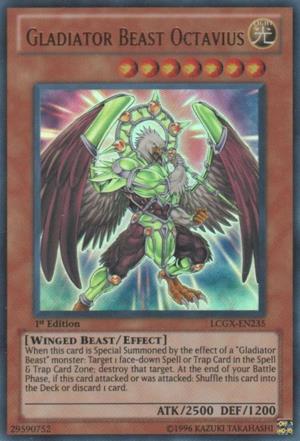 GLADIATOR BEAST OCTAVIUS
LIGHT
光
1st Edition
LCGX-EN235
[WINGED BEAST/EFFECT]
When this card is Special Summoned by the effect of a "Gladiator
Beast" monster: Target 1 face-down Spell or Trap Card in the Spell
& Trap Card Zone; destroy that target. At the end of your Battle
Phase, if this card attacked or was attacked: Shuffle this card into
the Deck or discard 1 card.
ATK/2500 DEF/1200
29590752
©1996 KAZUKI TAKAHASHI